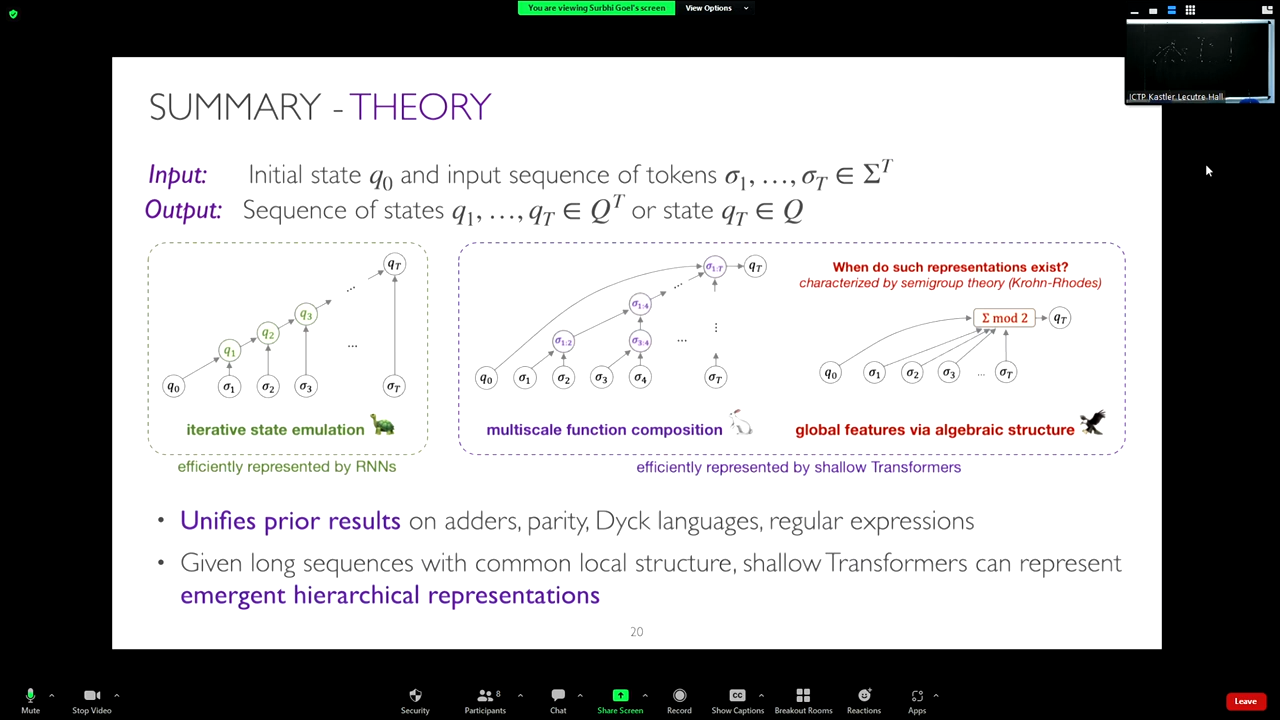 You are viewing Surbhi Goel's screen View Options
ICTP Kastler Lecutre Hall
SUMMARY - THEORY
Input: Initial state q₀ and input sequence of tokens σ₁, …, σ_T ∈ Σ^T
Output: Sequence of states q₁, …, q_T ∈ Q^T or state q_T ∈ Q
q_T
q₃
q₂
q₁
...
...
q₀ σ₁ σ₂ σ₃ σ_T
iterative state emulation
efficiently represented by RNNs
σ₁:T q_T
...
σ₁:₄
σ₁:₂ σ₃:₄ ... ⋮
q₀ σ₁ σ₂ σ₃ σ₄ σ_T
multiscale function composition
When do such representations exist?
characterized by semigroup theory (Krohn-Rhodes)
Σ mod 2 q_T
q₀ σ₁ σ₂ σ₃ ... σ_T
global features via algebraic structure
efficiently represented by shallow Transformers
• Unifies prior results on adders, parity, Dyck languages, regular expressions
• Given long sequences with common local structure, shallow Transformers can represent
emergent hierarchical representations
20
Mute Stop Video Security Participants 8 Chat Share Screen Record Show Captions Breakout Rooms Reactions Apps Leave